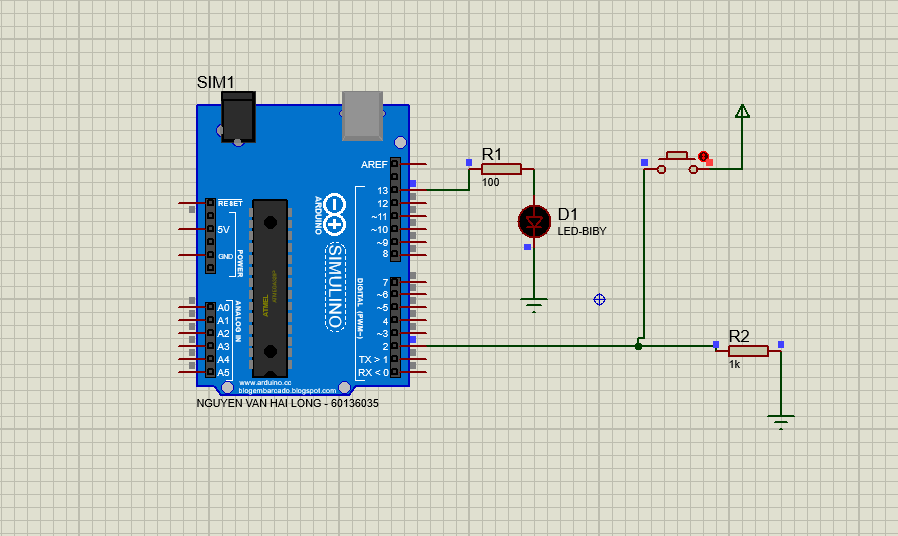 SIM1
AREF
13
12
~11
~10
~9
8
7
~6
~5
4
~3
2
TX > 1
RX < 0
RESET
5V
GND
POWER
A0
A1
A2
A3
A4
A5
ANALOG IN
ATMEL
ARDUINO
SIMULINO
DIGITAL (PWM~)
www.arduino.cc
blogembarcado.blogspot.com
NGUYEN VAN HAI LONG - 60136035
R1
100
D1
LED-BIBY
R2
1k